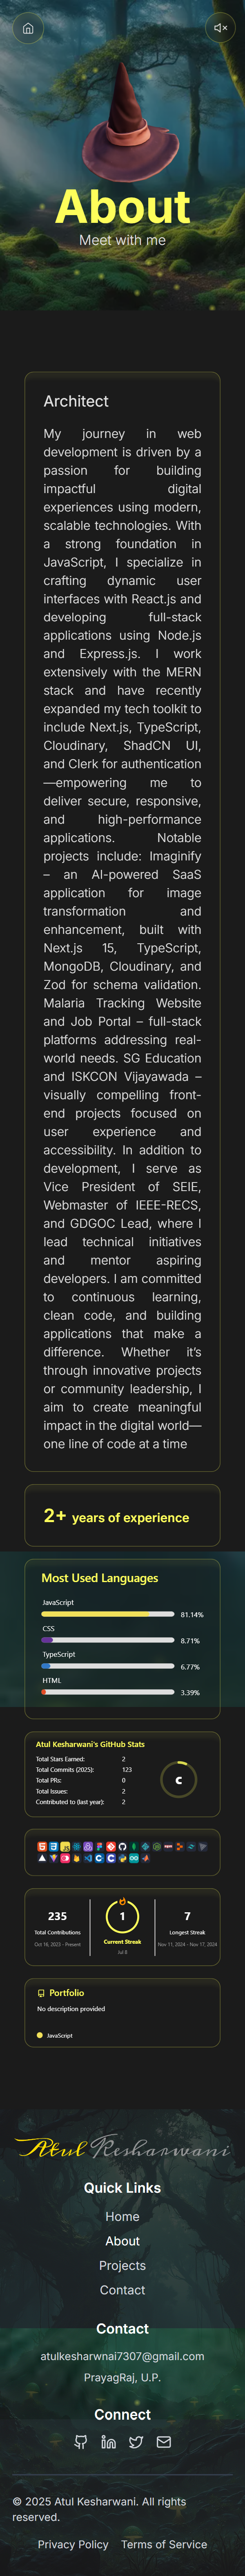 About
Meet with me
Architect
My journey in web
development is driven by a
passion for building
impactful digital
experiences using modern,
scalable technologies. With
a strong foundation in
JavaScript, I specialize in
crafting dynamic user
interfaces with React.js and
developing full-stack
applications using Node.js
and Express.js. I work
extensively with the MERN
stack and have recently
expanded my tech toolkit to
include Next.js, TypeScript,
Cloudinary, ShadCN UI,
and Clerk for authentication
—empowering me to
deliver secure, responsive,
and high-performance
applications. Notable
projects include: Imaginify
– an AI-powered SaaS
application for image
transformation and
enhancement, built with
Next.js 15, TypeScript,
MongoDB, Cloudinary, and
Zod for schema validation.
Malaria Tracking Website
and Job Portal – full-stack
platforms addressing real-
world needs. SG Education
and ISKCON Vijayawada –
visually compelling front-
end projects focused on
user experience and
accessibility. In addition to
development, I serve as
Vice President of SEIE,
Webmaster of IEEE-RECS,
and GDGOC Lead, where I
lead technical initiatives
and mentor aspiring
developers. I am committed
to continuous learning,
clean code, and building
applications that make a
difference. Whether it's
through innovative projects
or community leadership, I
aim to create meaningful
impact in the digital world—
one line of code at a time
2+ years of experience
Most Used Languages
JavaScript
81.14%
CSS
8.71%
TypeScript
6.77%
HTML
3.39%
Atul Kesharwani's GitHub Stats
Total Stars Earned: 2
Total Commits (2025): 123
Total PRs: 0
Total Issues: 2
Contributed to (last year): 2
C
235
Total Contributions
Oct 16, 2023 - Present
1
Current Streak
Jul 8
7
Longest Streak
Nov 11, 2024 - Nov 17, 2024
Portfolio
No description provided
JavaScript
Atul Kesharwani
Quick Links
Home
About
Projects
Contact
Contact
atulkesharwnai7307@gmail.com
PrayagRaj, U.P.
Connect
© 2025 Atul Kesharwani. All rights
reserved.
Privacy Policy Terms of Service